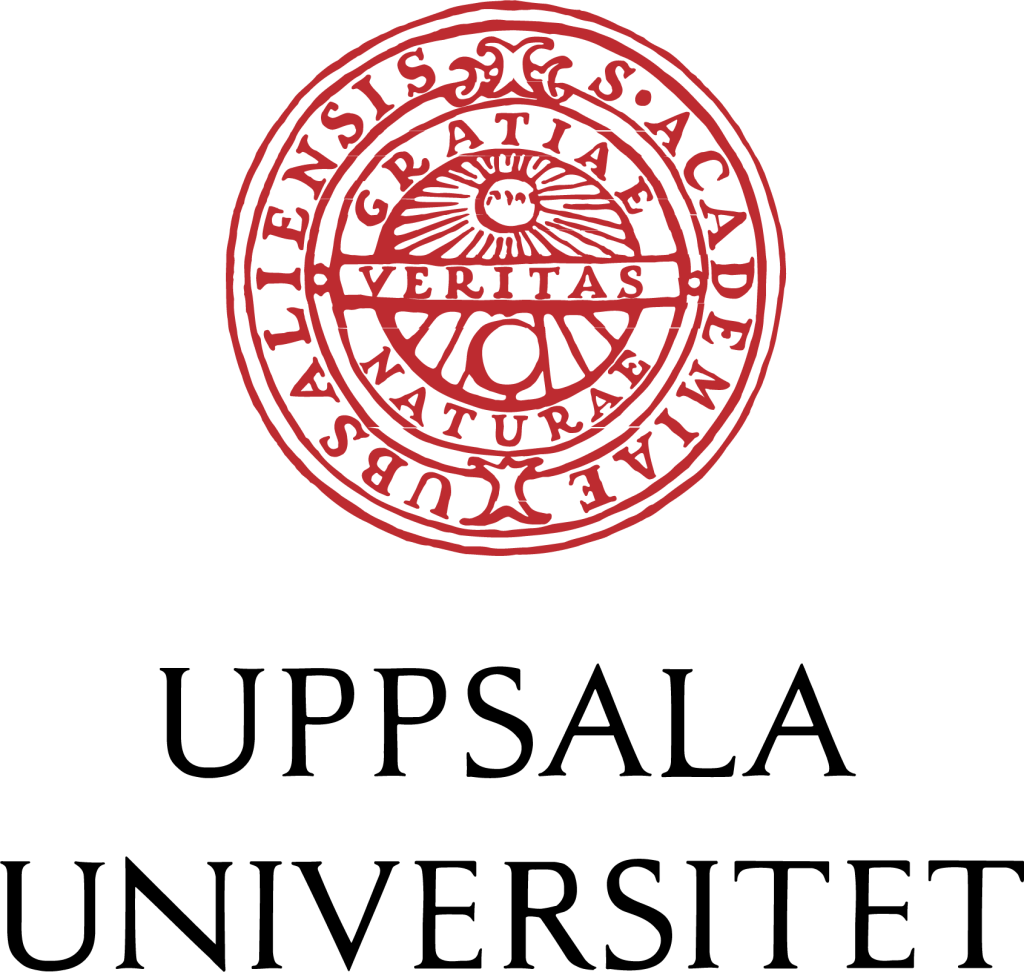 S · ACADEMIAE
UBSALIENSIS
GRATIAE
VERITAS
NATURAE
UPPSALA
UNIVERSITET